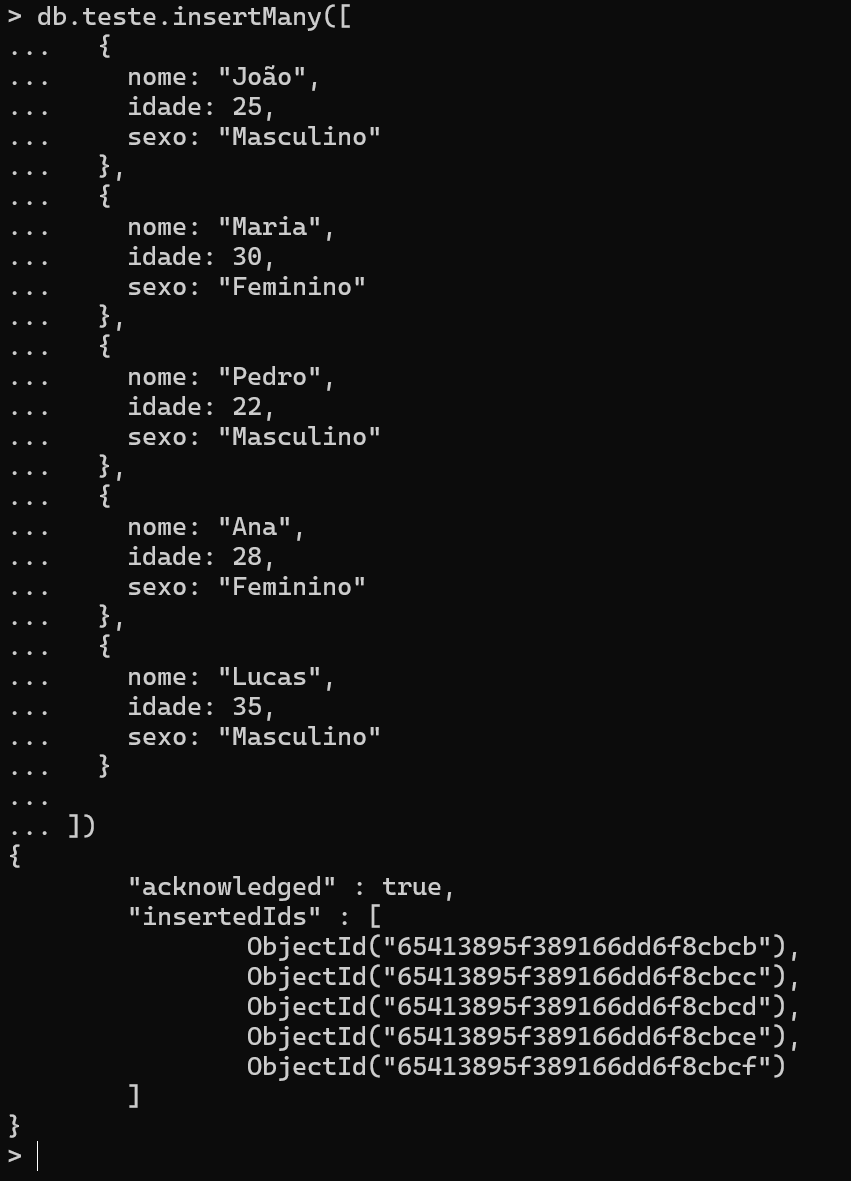 > db.teste.insertMany([
...   {
...     nome: "João",
...     idade: 25,
...     sexo: "Masculino"
...   },
...   {
...     nome: "Maria",
...     idade: 30,
...     sexo: "Feminino"
...   },
...   {
...     nome: "Pedro",
...     idade: 22,
...     sexo: "Masculino"
...   },
...   {
...     nome: "Ana",
...     idade: 28,
...     sexo: "Feminino"
...   },
...   {
...     nome: "Lucas",
...     idade: 35,
...     sexo: "Masculino"
...   }
...
... ])
{
        "acknowledged" : true,
        "insertedIds" : [
                ObjectId("65413895f389166dd6f8cbcb"),
                ObjectId("65413895f389166dd6f8cbcc"),
                ObjectId("65413895f389166dd6f8cbcd"),
                ObjectId("65413895f389166dd6f8cbce"),
                ObjectId("65413895f389166dd6f8cbcf")
        ]
}
>